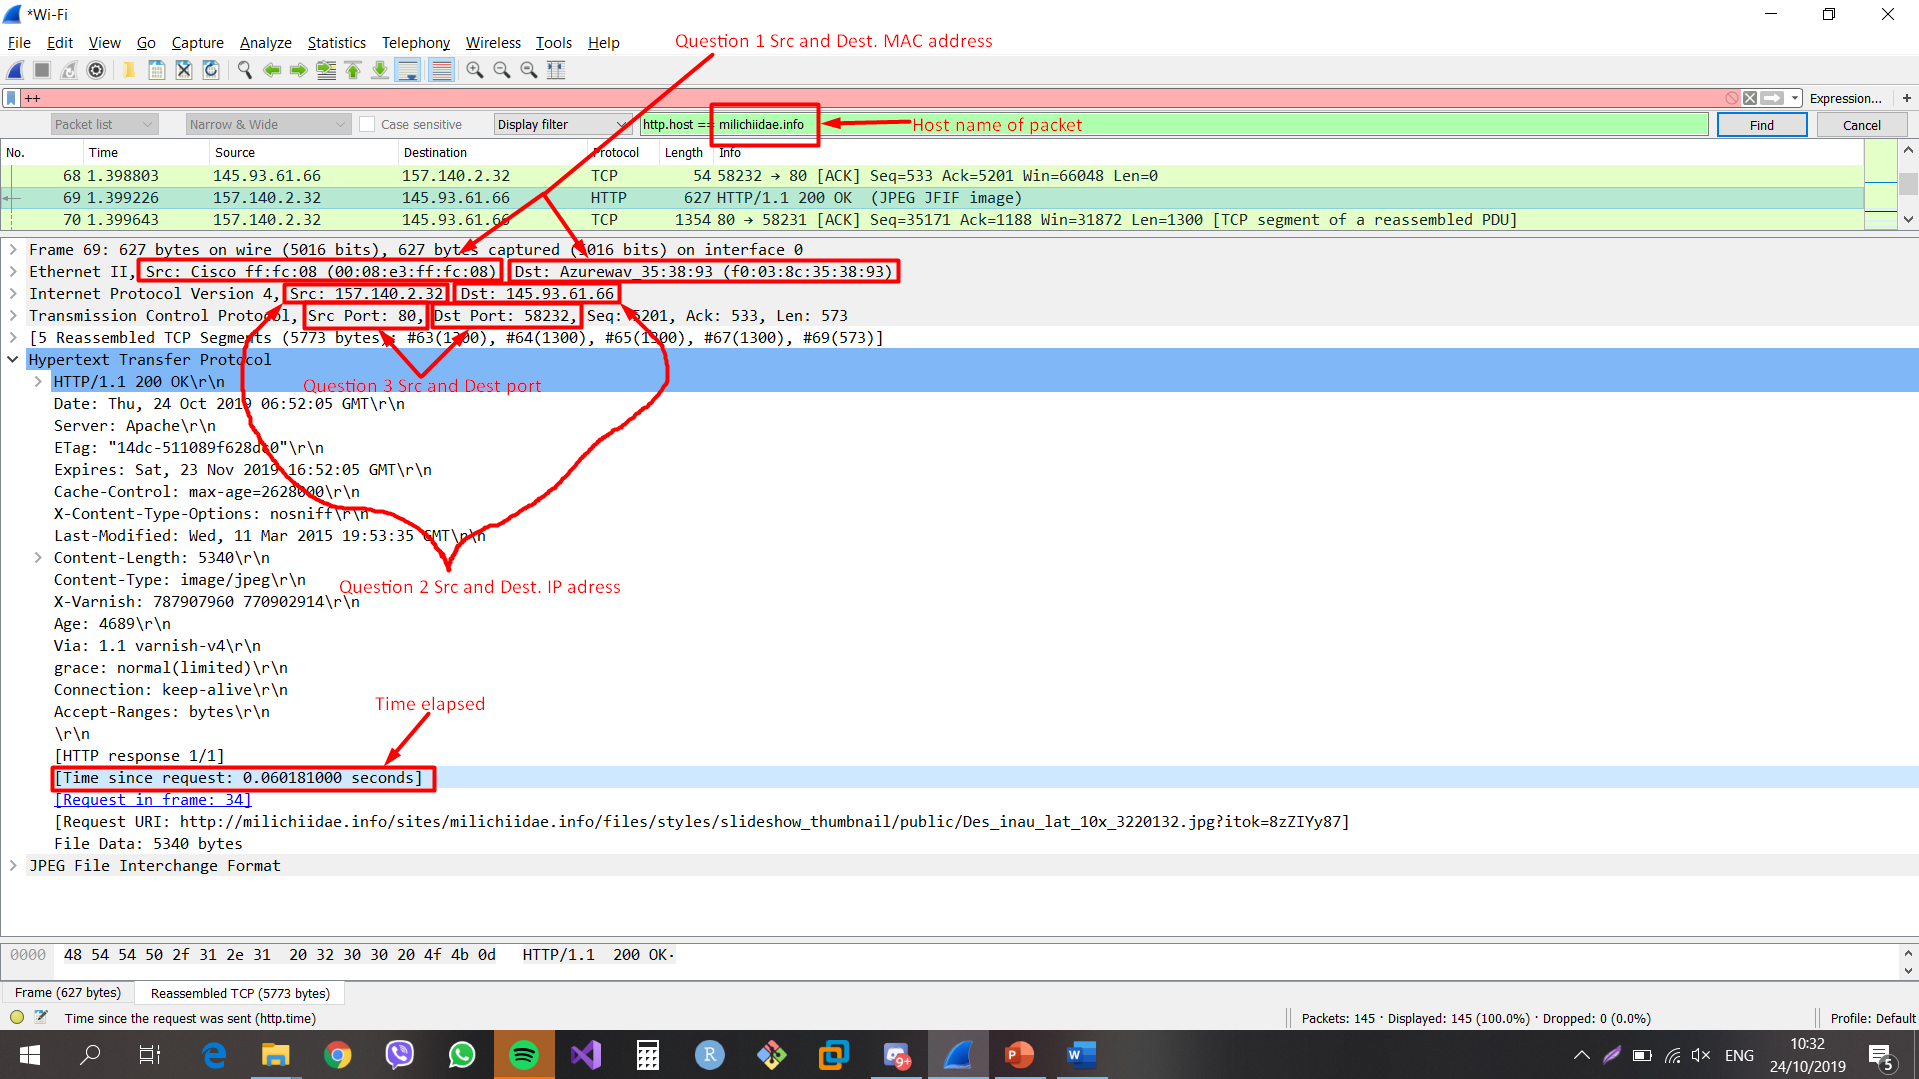 *Wi-Fi
File Edit View Go Capture Analyze Statistics Telephony Wireless Tools Help
Question 1 Src and Dest. MAC address
++ Expression... +
Packet list Narrow & Wide Case sensitive Display filter http.host == milichiidae.info Host name of packet Find Cancel
No. Time Source Destination Protocol Length Info
68 1.398803 145.93.61.66 157.140.2.32 TCP 54 58232 → 80 [ACK] Seq=533 Ack=5201 Win=66048 Len=0
69 1.399226 157.140.2.32 145.93.61.66 HTTP 627 HTTP/1.1 200 OK (JPEG JFIF image)
70 1.399643 157.140.2.32 145.93.61.66 TCP 1354 80 → 58231 [ACK] Seq=35171 Ack=1188 Win=31872 Len=1300 [TCP segment of a reassembled PDU]
Frame 69: 627 bytes on wire (5016 bits), 627 bytes captured (5016 bits) on interface 0
Ethernet II, Src: Cisco_ff:fc:08 (00:08:e3:ff:fc:08), Dst: Azurewav_35:38:93 (f0:03:8c:35:38:93)
Internet Protocol Version 4, Src: 157.140.2.32, Dst: 145.93.61.66
Transmission Control Protocol, Src Port: 80, Dst Port: 58232, Seq: 5201, Ack: 533, Len: 573
[5 Reassembled TCP Segments (5773 bytes): #63(1300), #64(1300), #65(1300), #67(1300), #69(573)]
Hypertext Transfer Protocol
HTTP/1.1 200 OK\r\n
Question 3 Src and Dest port
Date: Thu, 24 Oct 2019 06:52:05 GMT\r\n
Server: Apache\r\n
ETag: "14dc-511089f628dc0"\r\n
Expires: Sat, 23 Nov 2019 16:52:05 GMT\r\n
Cache-Control: max-age=2628000\r\n
X-Content-Type-Options: nosniff\r\n
Last-Modified: Wed, 11 Mar 2015 19:53:35 GMT\r\n
Content-Length: 5340\r\n
Content-Type: image/jpeg\r\n
Question 2 Src and Dest. IP adress
X-Varnish: 787907960 770902914\r\n
Age: 4689\r\n
Via: 1.1 varnish-v4\r\n
grace: normal(limited)\r\n
Connection: keep-alive\r\n
Accept-Ranges: bytes\r\n
Time elapsed
\r\n
[HTTP response 1/1]
[Time since request: 0.060181000 seconds]
[Request in frame: 34]
[Request URI: http://milichiidae.info/sites/milichiidae.info/files/styles/slideshow_thumbnail/public/Des_inau_lat_10x_3220132.jpg?itok=8zZIYy87]
File Data: 5340 bytes
JPEG File Interchange Format
0000 48 54 54 50 2f 31 2e 31 20 32 30 30 20 4f 4b 0d HTTP/1.1 200 OK·
Frame (627 bytes) Reassembled TCP (5773 bytes)
Time since the request was sent (http.time) Packets: 145 · Displayed: 145 (100.0%) · Dropped: 0 (0.0%) Profile: Default
R 9+ P W ENG 10:32
24/10/2019 5